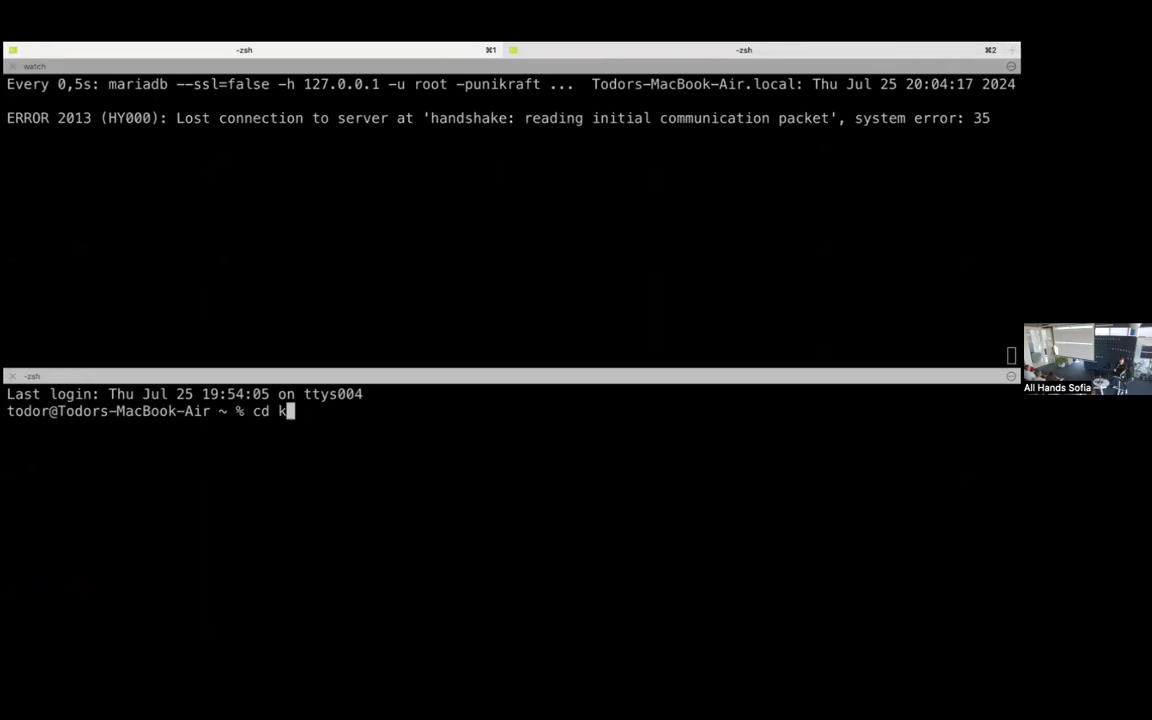 -zsh ⌘1 -zsh ⌘2 +
watch
Every 0,5s: mariadb --ssl=false -h 127.0.0.1 -u root -punikraft ... Todors-MacBook-Air.local: Thu Jul 25 20:04:17 2024
ERROR 2013 (HY000): Lost connection to server at 'handshake: reading initial communication packet', system error: 35
-zsh
Last login: Thu Jul 25 19:54:05 on ttys004
todor@Todors-MacBook-Air ~ % cd k
All Hands Sofia